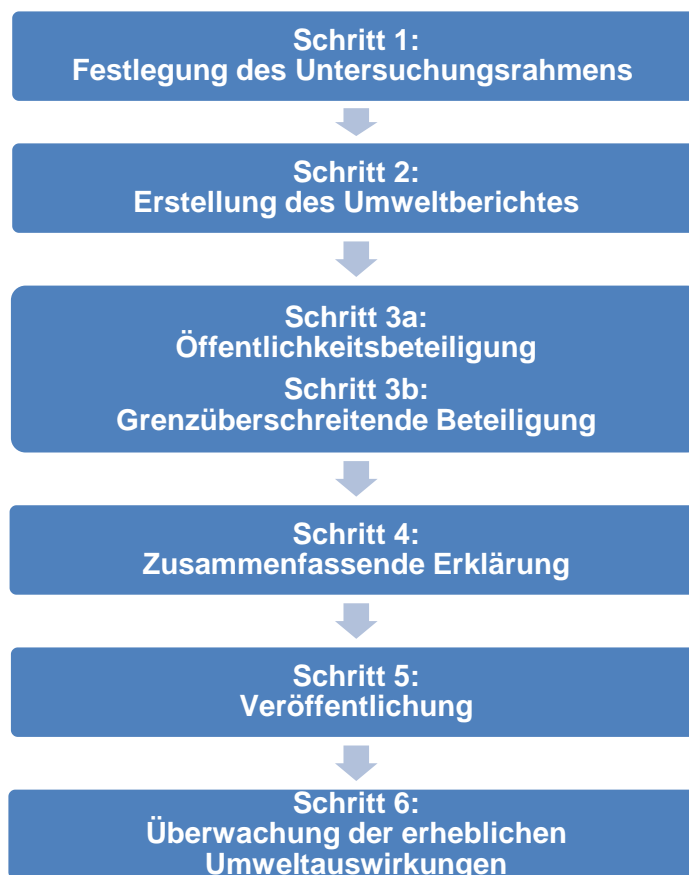 Schritt 1:
Festlegung des Untersuchungsrahmens
Schritt 2:
Erstellung des Umweltberichtes
Schritt 3a:
Öffentlichkeitsbeteiligung
Schritt 3b:
Grenzüberschreitende Beteiligung
Schritt 4:
Zusammenfassende Erklärung
Schritt 5:
Veröffentlichung
Schritt 6:
Überwachung der erheblichen
Umweltauswirkungen